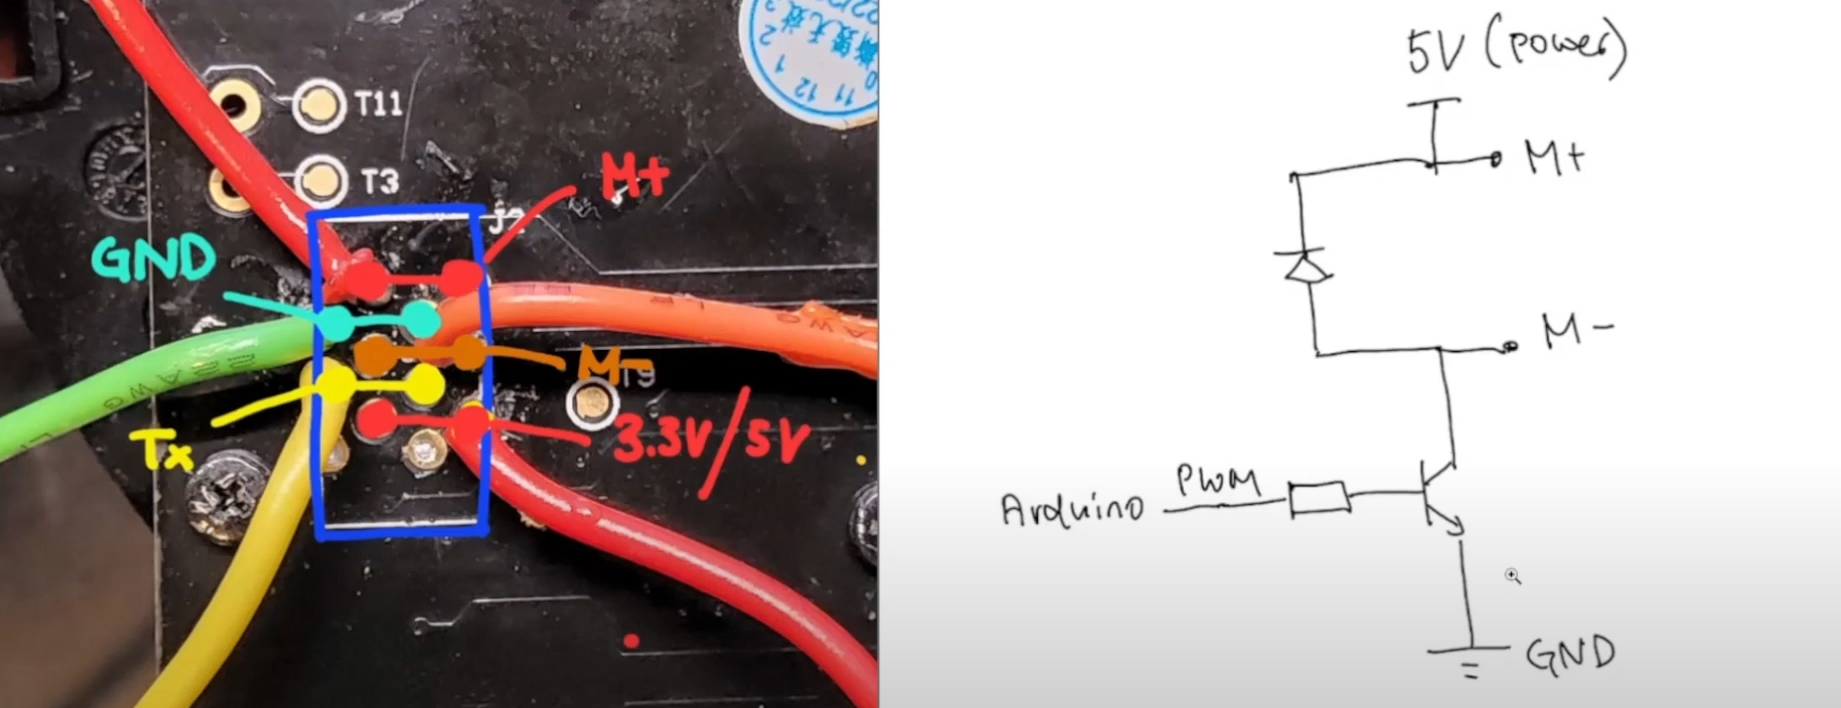 T11
T3
M+
J2
GND
M-
T9
Tx
3.3V/5V
5V (power)
M+
M-
Arduino PWM
GND